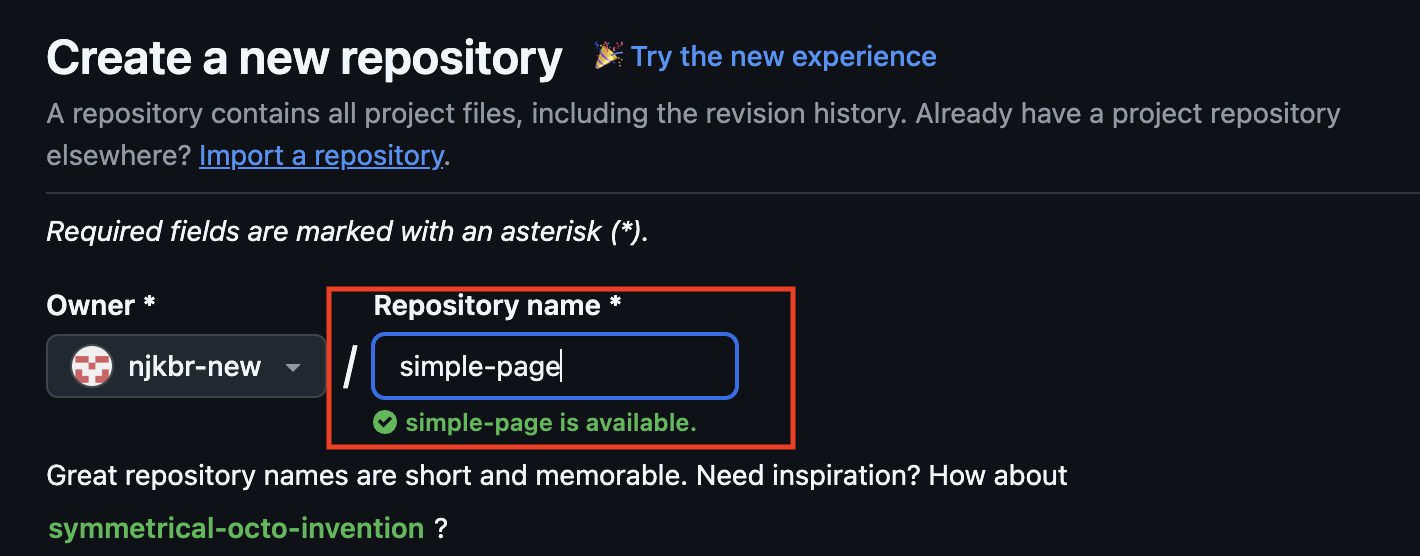 Create a new repository 🎉 Try the new experience
A repository contains all project files, including the revision history. Already have a project repository
elsewhere? Import a repository.
Required fields are marked with an asterisk (*).
Owner * Repository name *
njkbr-new / simple-page
simple-page is available.
Great repository names are short and memorable. Need inspiration? How about
symmetrical-octo-invention ?